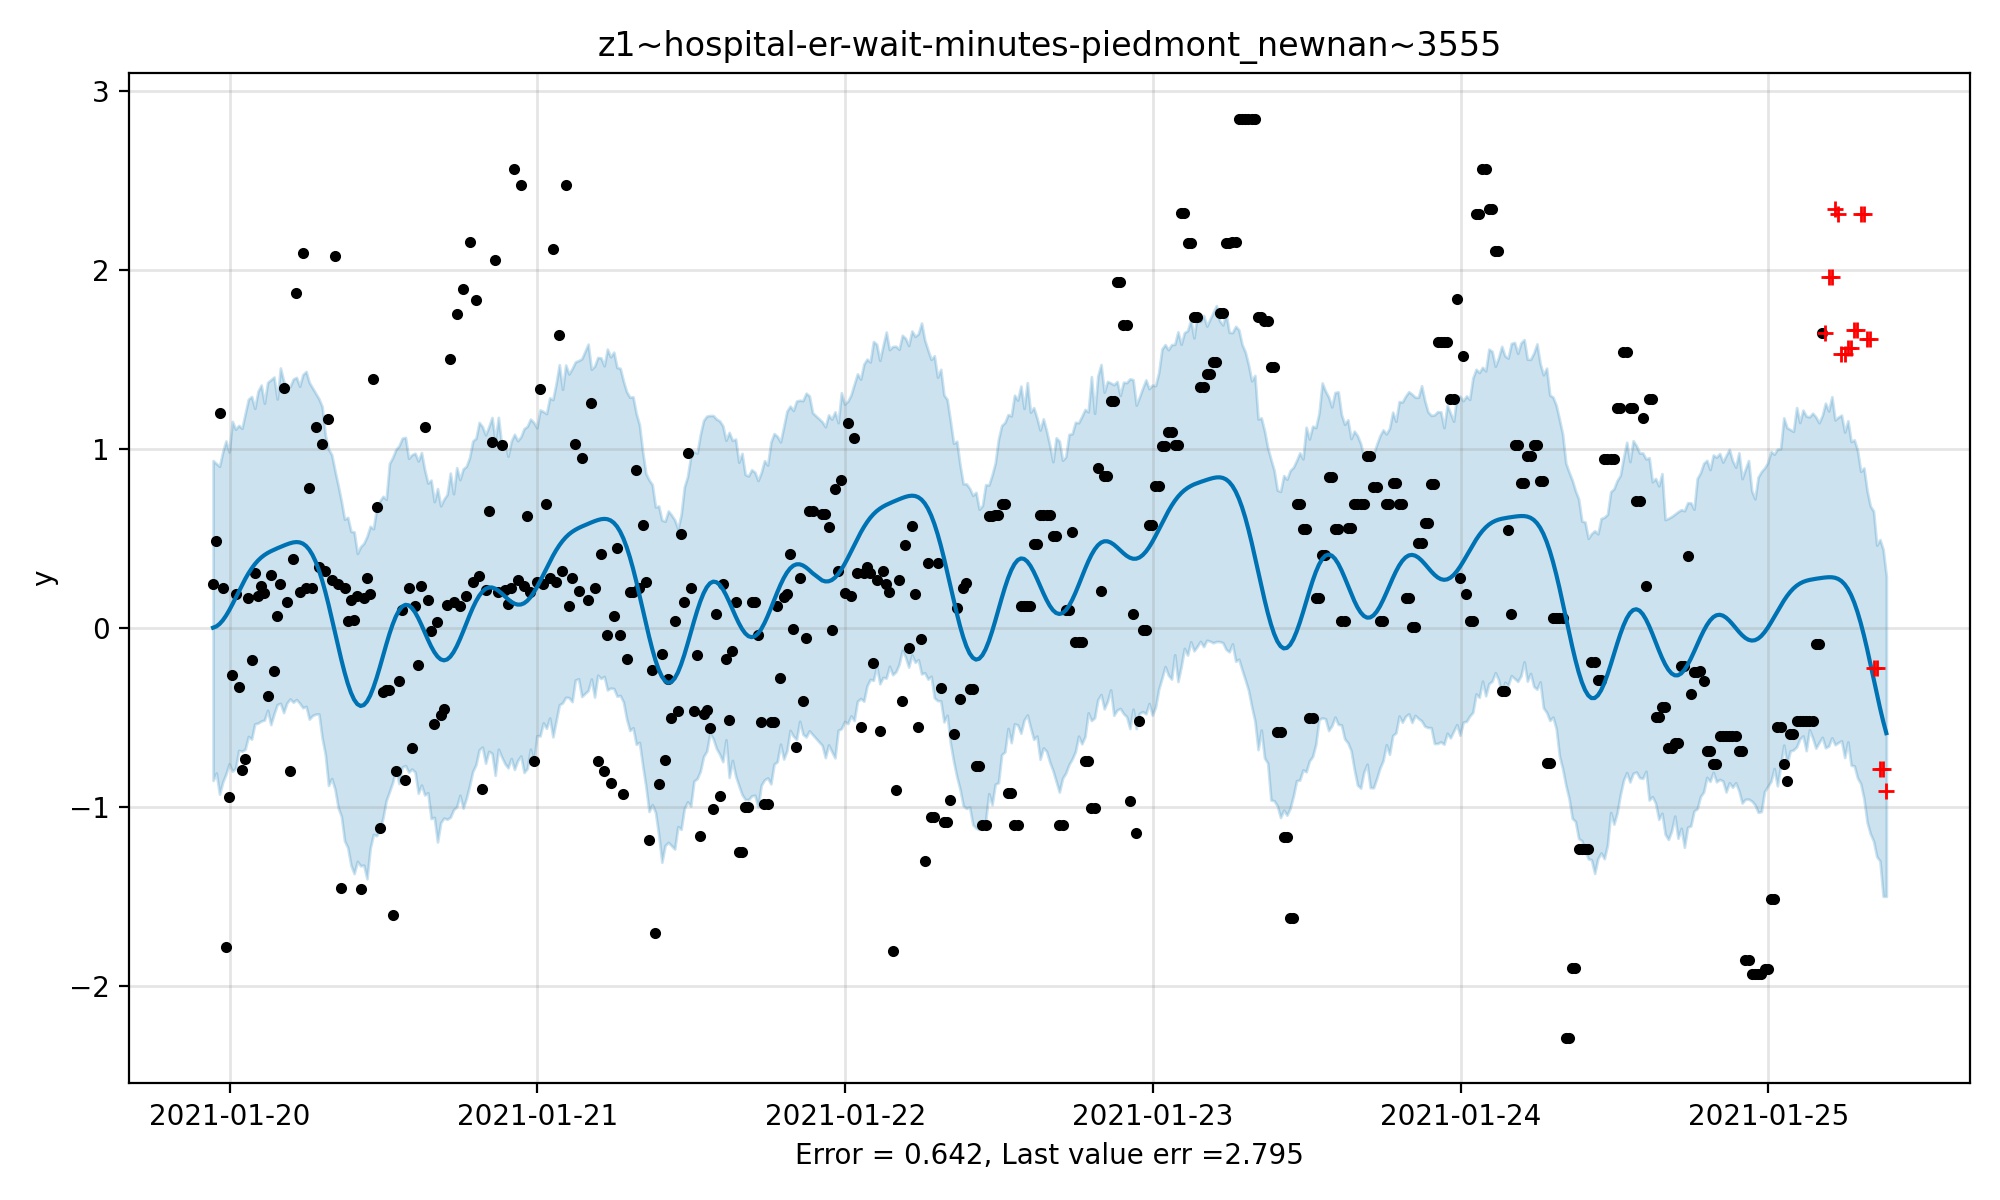 z1~hospital-er-wait-minutes-piedmont_newnan~3555
3
2
1
0
−1
−2
y
2021-01-20 2021-01-21 2021-01-22 2021-01-23 2021-01-24 2021-01-25
Error = 0.642, Last value err =2.795